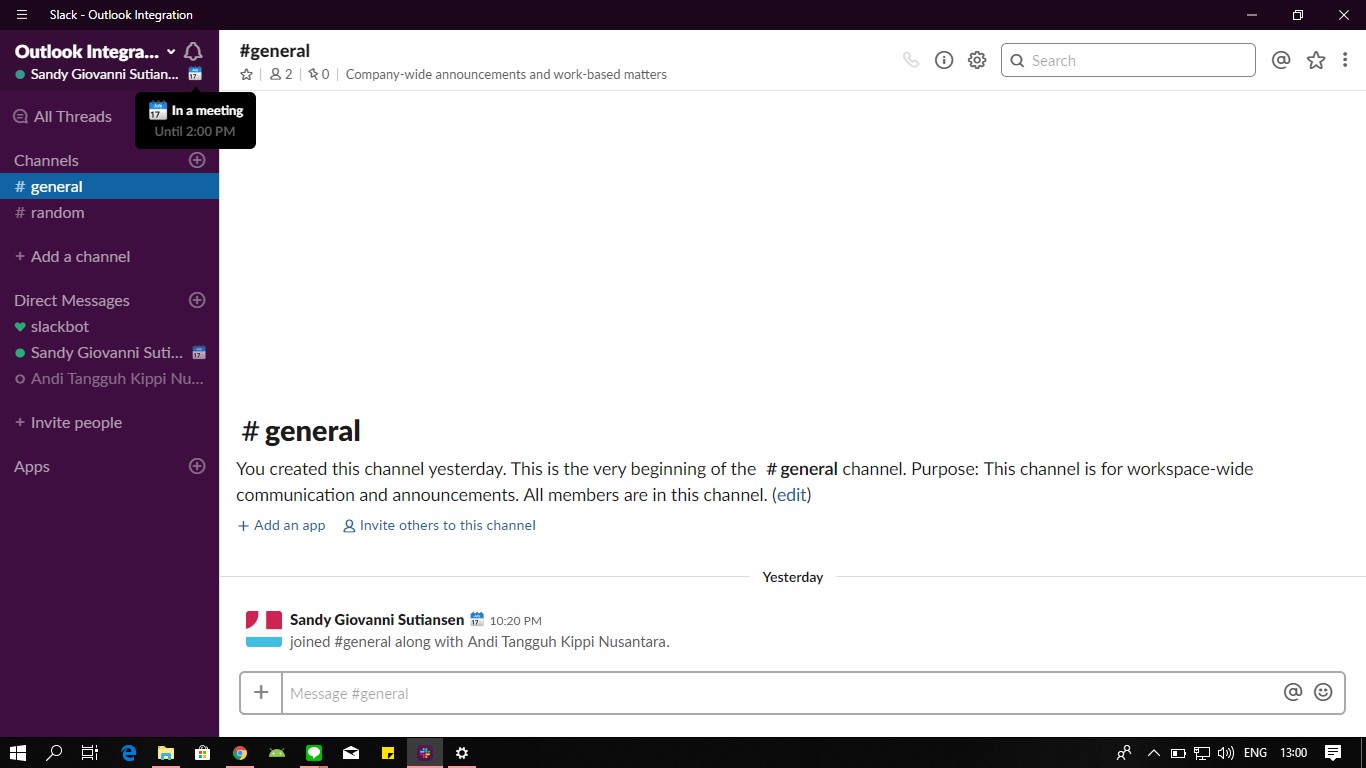 Slack - Outlook Integration
Outlook Integra...
Sandy Giovanni Sutian...
In a meeting
Until 2:00 PM
All Threads
Channels
# general
# random
+ Add a channel
Direct Messages
slackbot
Sandy Giovanni Suti...
Andi Tangguh Kippi Nu...
+ Invite people
Apps
#general
2
0
Company-wide announcements and work-based matters
Search
# general
You created this channel yesterday. This is the very beginning of the # general channel. Purpose: This channel is for workspace-wide
communication and announcements. All members are in this channel. (edit)
+ Add an app
Invite others to this channel
Yesterday
Sandy Giovanni Sutiansen 10:20 PM
joined #general along with Andi Tangguh Kippi Nusantara.
Message #general
ENG
13:00